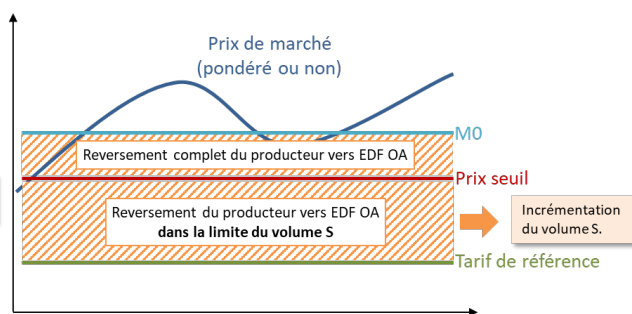 Prix de marché
(pondéré ou non)
M0
Reversement complet du producteur vers EDF OA
Prix seuil
Reversement du producteur vers EDF OA
dans la limite du volume S
Incrémentation
du volume S.
Tarif de référence